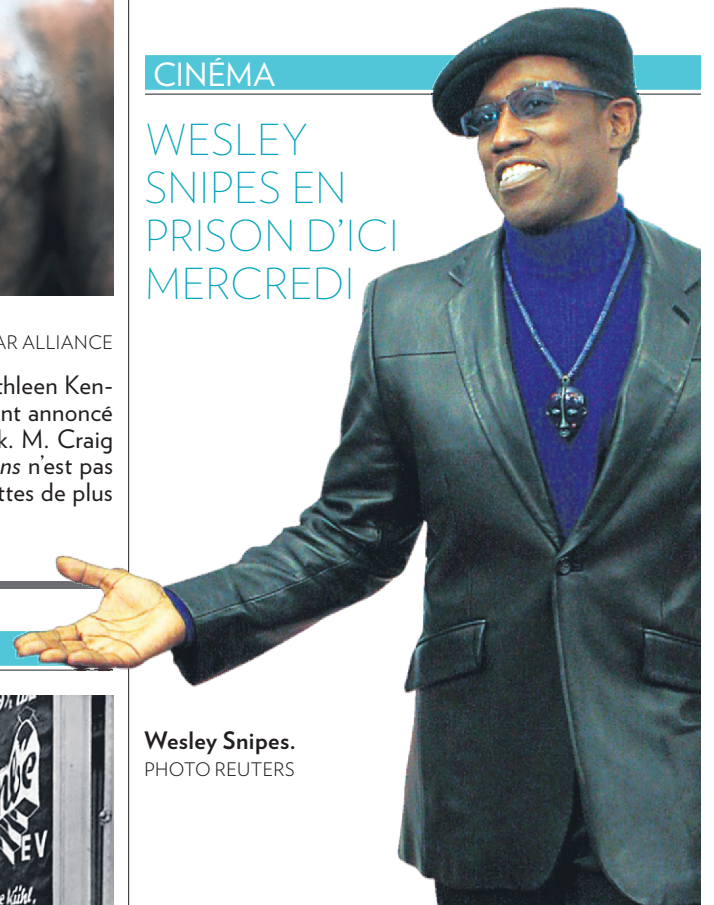 AR ALLIANCE
thleen Ken-
nt annoncé
k. M. Craig
ns n'est pas
ttes de plus
EV
CINÉMA
WESLEY
SNIPES EN
PRISON D'ICI
MERCREDI
Wesley Snipes.
PHOTO REUTERS